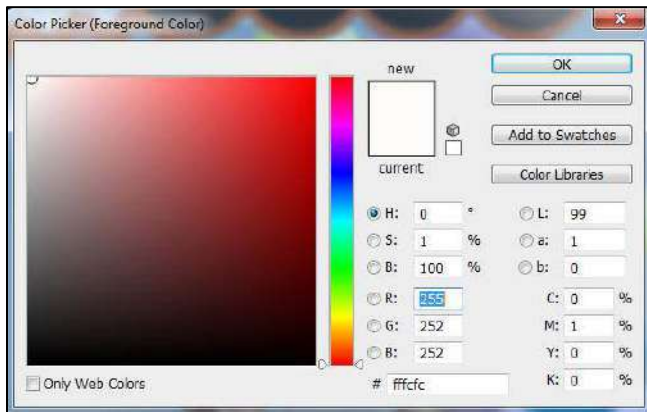 Color Picker (Foreground Color)
new
current
OK
Cancel
Add to Swatches
Color Libraries
H: 0 °
S: 1 %
B: 100 %
R: 255
G: 252
B: 252
# fffcfc
L: 99
a: 1
b: 0
C: 0 %
M: 1 %
Y: 0 %
K: 0 %
Only Web Colors